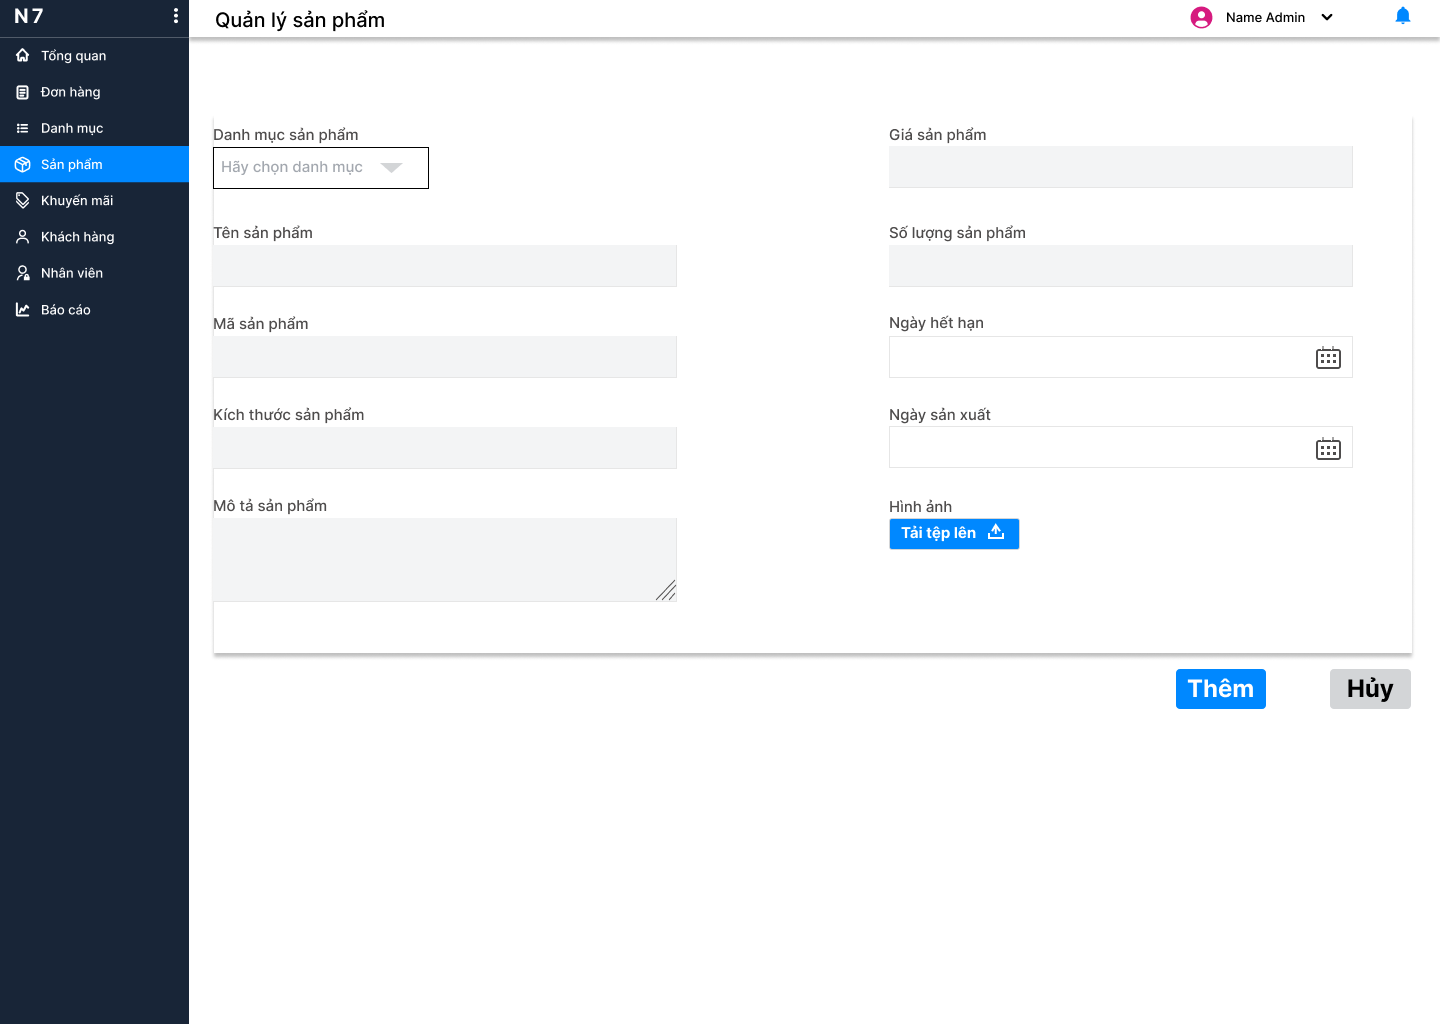 N7
Tổng quan
Đơn hàng
Danh mục
Sản phẩm
Khuyến mãi
Khách hàng
Nhân viên
Báo cáo
Quản lý sản phẩm
Name Admin
Danh mục sản phẩm
Hãy chọn danh mục
Tên sản phẩm
Mã sản phẩm
Kích thước sản phẩm
Mô tả sản phẩm
Giá sản phẩm
Số lượng sản phẩm
Ngày hết hạn
Ngày sản xuất
Hình ảnh
Tải tệp lên
Thêm
Hủy